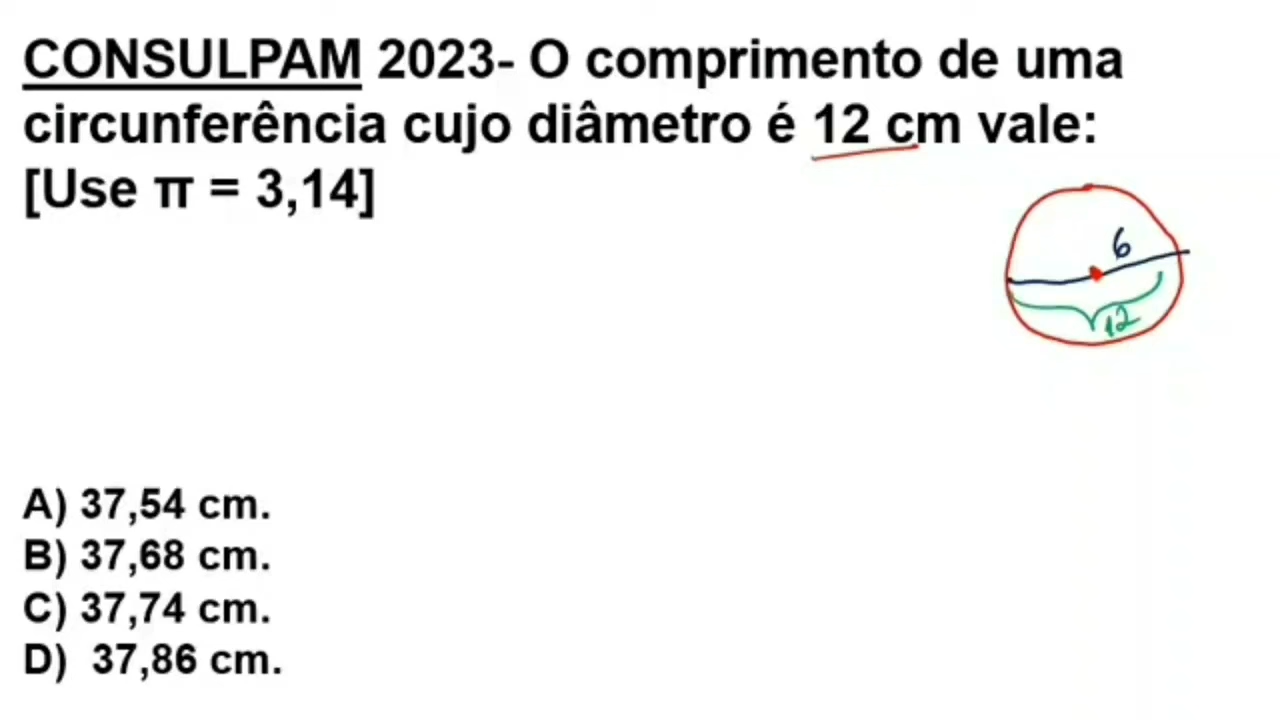 CONSULPAM 2023- O comprimento de uma
circunferência cujo diâmetro é 12 cm vale:
[Use π = 3,14]
6
12
A) 37,54 cm.
B) 37,68 cm.
C) 37,74 cm.
D) 37,86 cm.